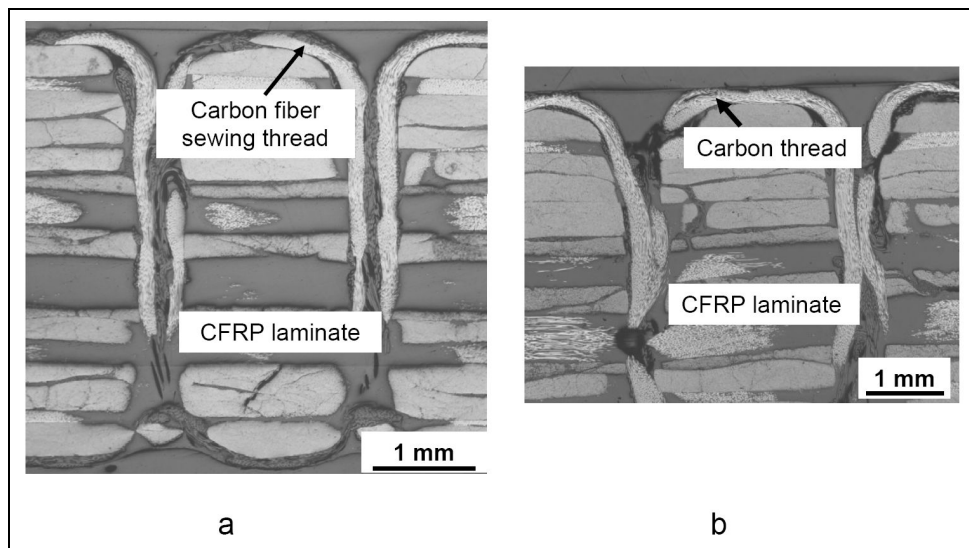 Carbon fiber
sewing thread
CFRP laminate
1 mm
a
Carbon thread
CFRP laminate
1 mm
b